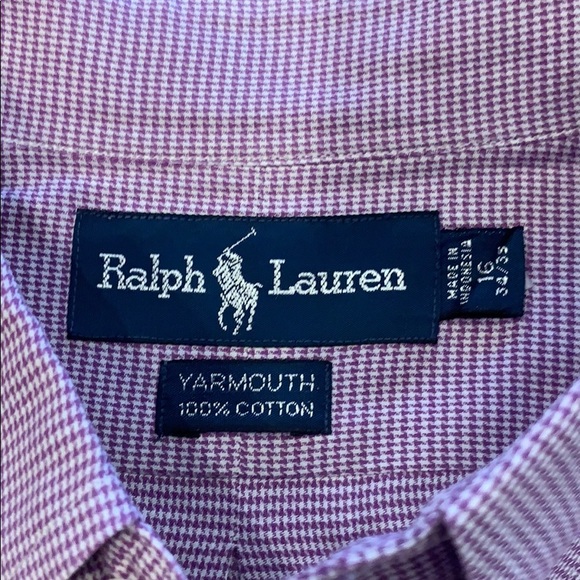 Ralph Lauren
MADE IN
INDONESIA
16
34/35
YARMOUTH
100% COTTON